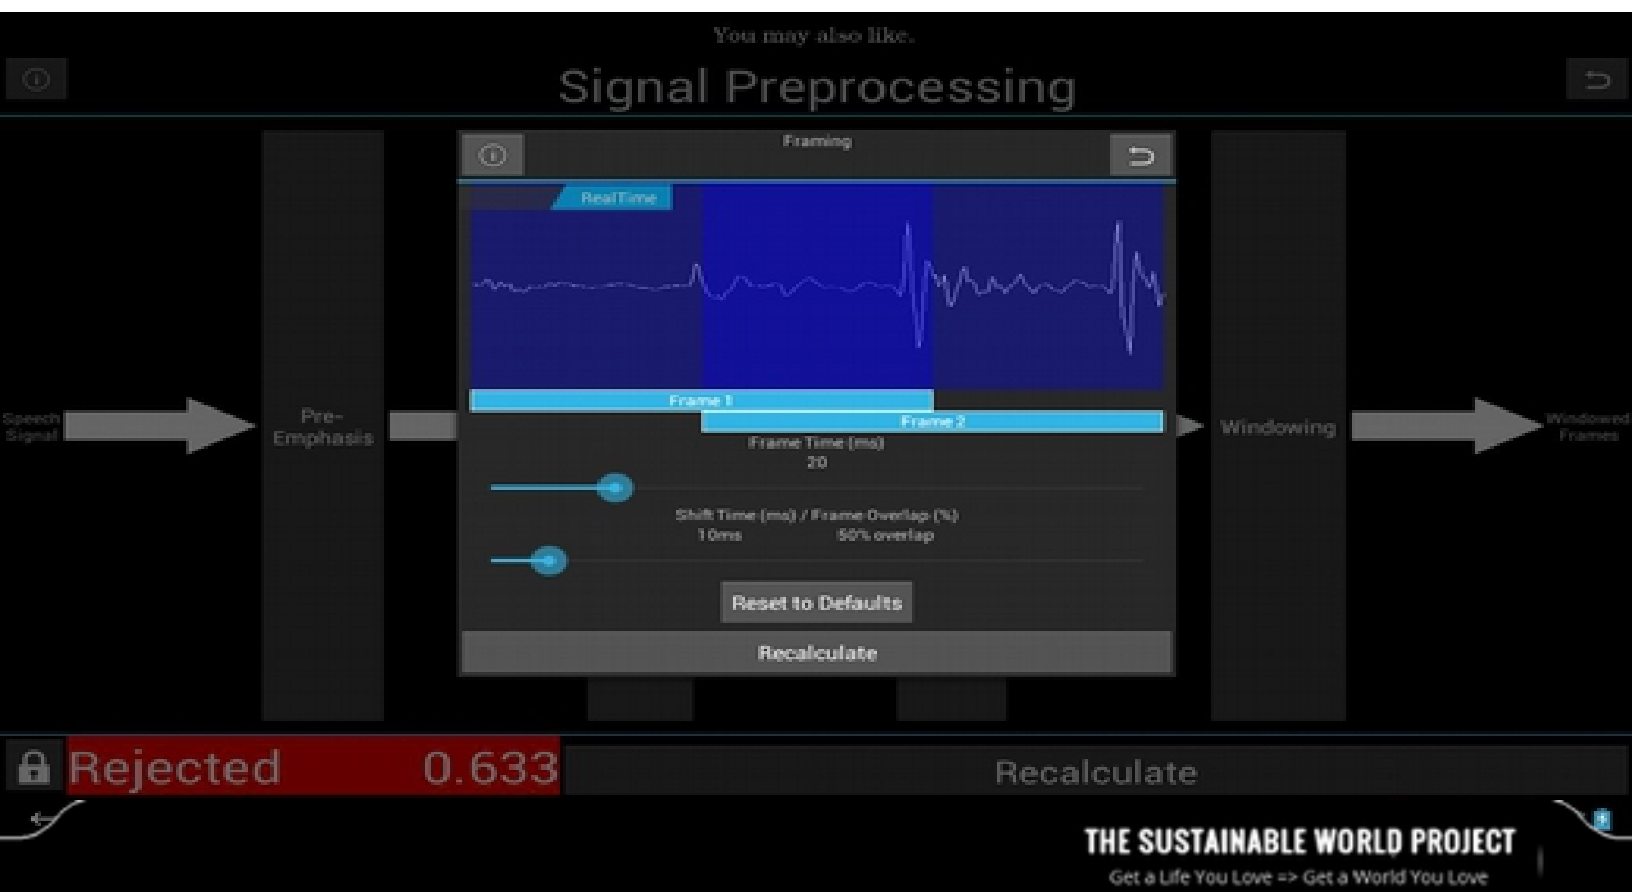 You may also like.
Signal Preprocessing
Framing
RealTime
Frame 1
Frame 2
Speech
Signal
Pre-
Emphasis
Windowing
Windowed
Frames
Frame Time (ms)
20
Shift Time (ms) / Frame Overlap (%)
10ms 50% overlap
Reset to Defaults
Recalculate
Rejected 0.633
Recalculate
THE SUSTAINABLE WORLD PROJECT
Get a Life You Love => Get a World You Love